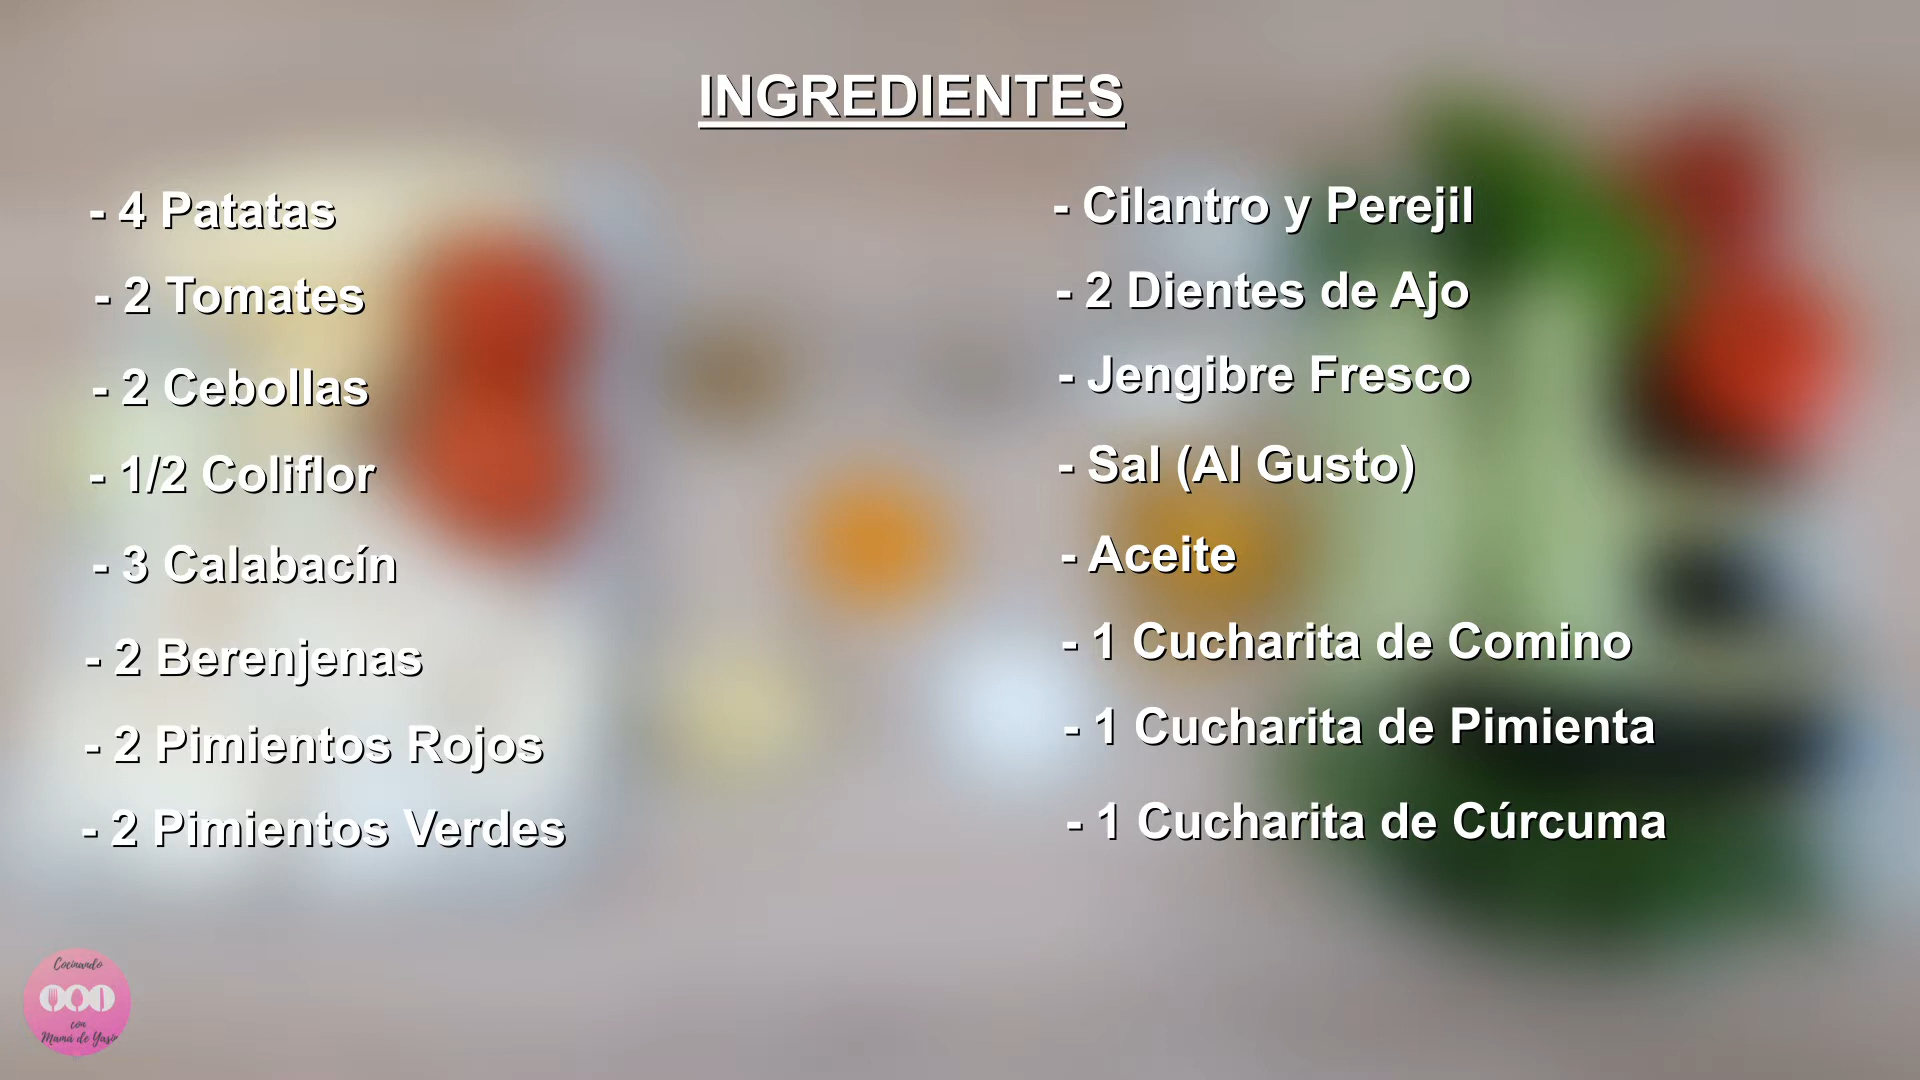 INGREDIENTES
- 4 Patatas
- 2 Tomates
- 2 Cebollas
- 1/2 Coliflor
- 3 Calabacín
- 2 Berenjenas
- 2 Pimientos Rojos
- 2 Pimientos Verdes
- Cilantro y Perejil
- 2 Dientes de Ajo
- Jengibre Fresco
- Sal (Al Gusto)
- Aceite
- 1 Cucharita de Comino
- 1 Cucharita de Pimienta
- 1 Cucharita de Cúrcuma
Cocinando
con
Mamá de Yasir